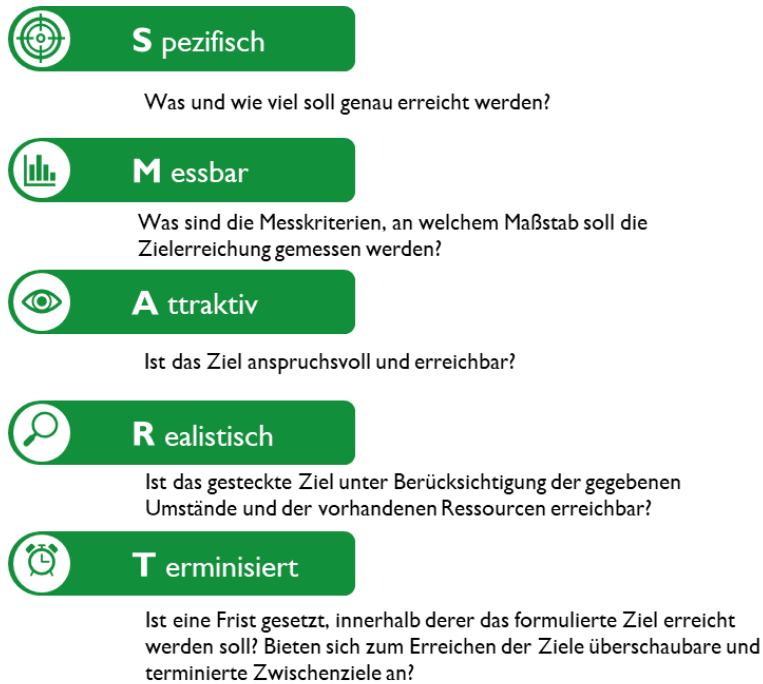 S pezifisch
Was und wie viel soll genau erreicht werden?
M essbar
Was sind die Messkriterien, an welchem Maßstab soll die
Zielerreichung gemessen werden?
A ttraktiv
Ist das Ziel anspruchsvoll und erreichbar?
R ealistisch
Ist das gesteckte Ziel unter Berücksichtigung der gegebenen
Umstände und der vorhandenen Ressourcen erreichbar?
T erminisiert
Ist eine Frist gesetzt, innerhalb derer das formulierte Ziel erreicht
werden soll? Bieten sich zum Erreichen der Ziele überschaubare und
terminierte Zwischenziele an?